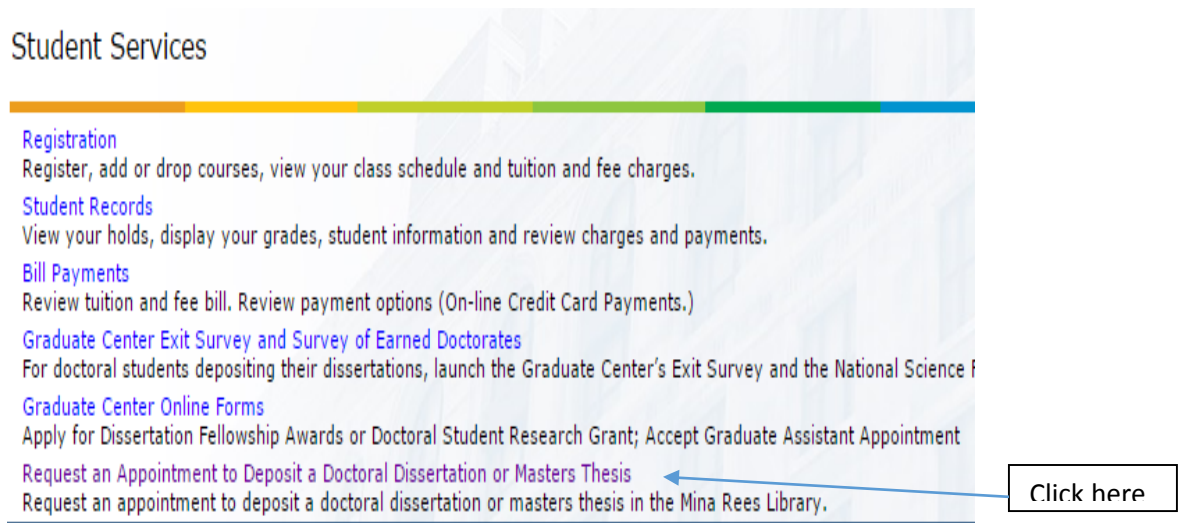 Student Services
Registration
Register, add or drop courses, view your class schedule and tuition and fee charges.
Student Records
View your holds, display your grades, student information and review charges and payments.
Bill Payments
Review tuition and fee bill. Review payment options (On-line Credit Card Payments.)
Graduate Center Exit Survey and Survey of Earned Doctorates
For doctoral students depositing their dissertations, launch the Graduate Center's Exit Survey and the National Science
Graduate Center Online Forms
Apply for Dissertation Fellowship Awards or Doctoral Student Research Grant; Accept Graduate Assistant Appointment
Request an Appointment to Deposit a Doctoral Dissertation or Masters Thesis
Click here
Request an appointment to deposit a doctoral dissertation or masters thesis in the Mina Rees Library.